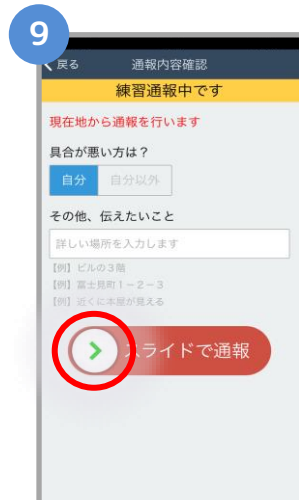 9
戻る 通報内容確認
練習通報中です
現在地から通報を行います
具合が悪い方は？
自分 自分以外
その他、伝えたいこと
詳しい場所を入力します
【例】ビルの３階
【例】富士見町１－２－３
【例】近くに本屋が見える
スライドで通報